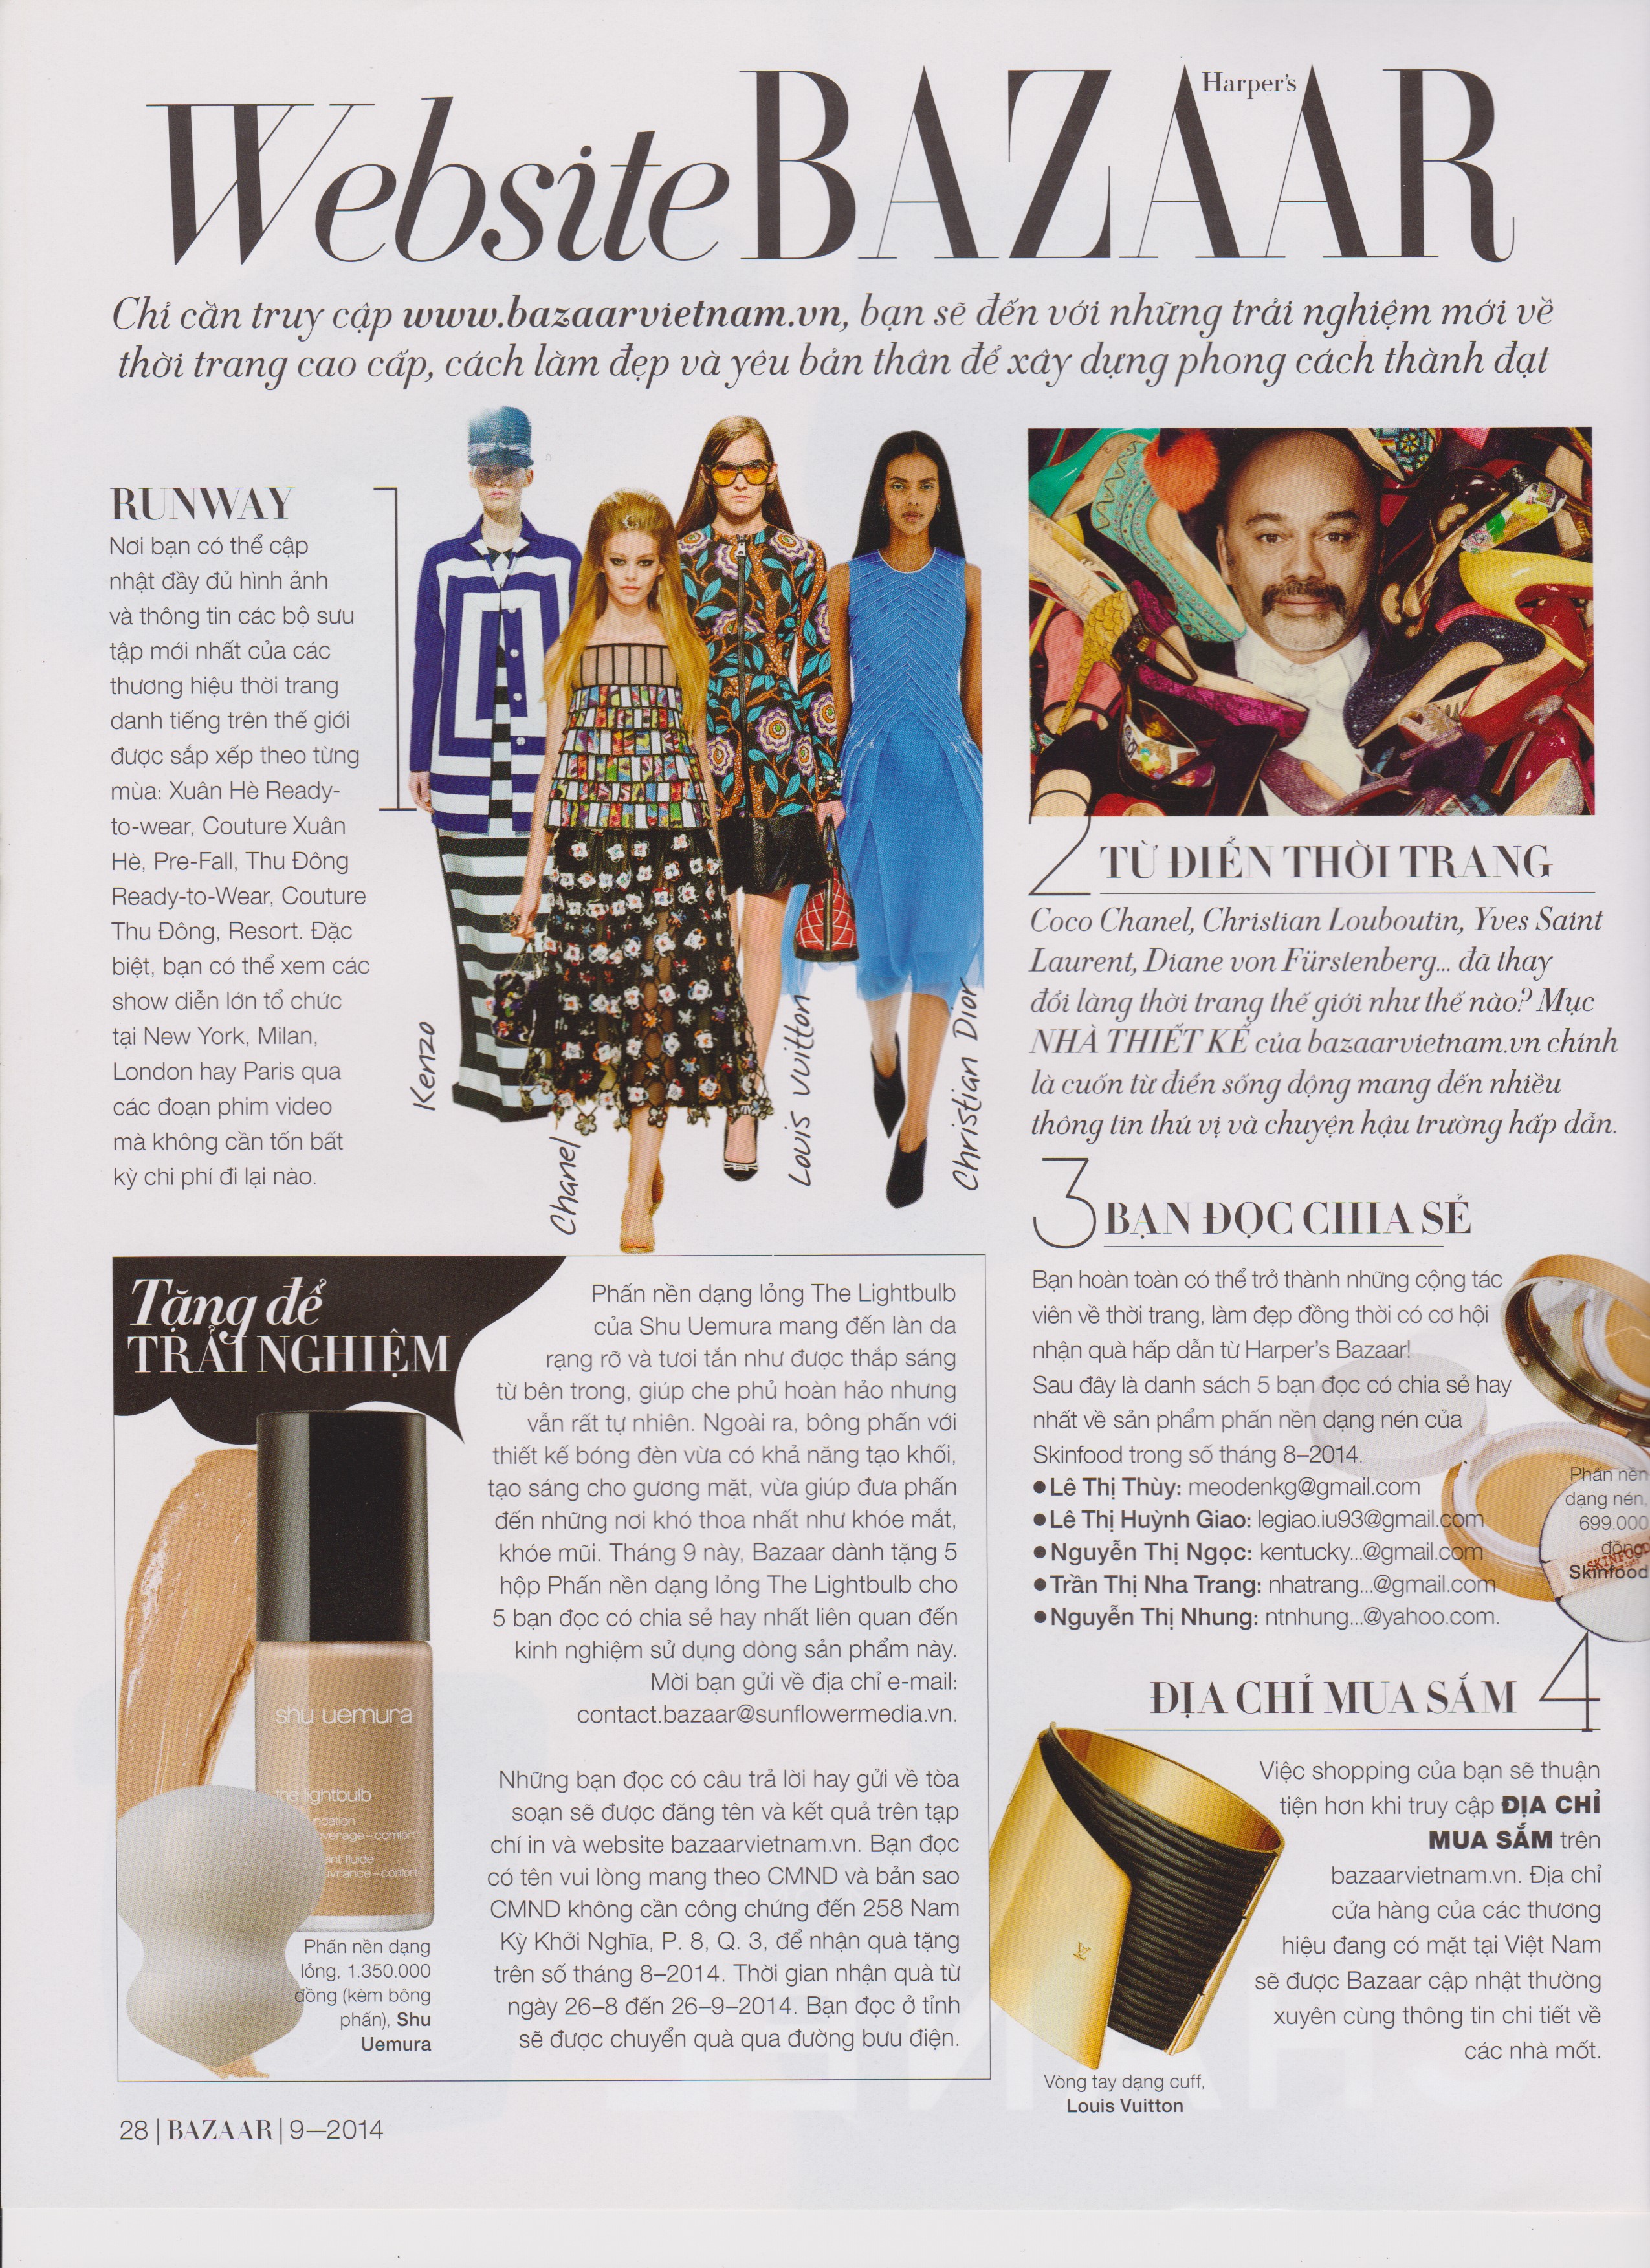 Website BAZAAR
Harper's
Chỉ cần truy cập www.bazaarvietnam.vn, bạn sẽ đến với những trải nghiệm mới về
thời trang cao cấp, cách làm đẹp và yêu bản thân để xây dựng phong cách thành đạt
1
RUNWAY
Nơi bạn có thể cập
nhật đầy đủ hình ảnh
và thông tin các bộ sưu
tập mới nhất của các
thương hiệu thời trang
danh tiếng trên thế giới
được sắp xếp theo từng
mùa: Xuân Hè Ready-
to-wear, Couture Xuân
Hè, Pre-Fall, Thu Đông
Ready-to-Wear, Couture
Thu Đông, Resort. Đặc
biệt, bạn có thể xem các
show diễn lớn tổ chức
tại New York, Milan,
London hay Paris qua
các đoạn phim video
mà không cần tốn bất
kỳ chi phí đi lại nào.
Kenzo
Chanel
Louis Vuitton
Christian Dior
2 TỪ ĐIỂN THỜI TRANG
Coco Chanel, Christian Louboutin, Yves Saint
Laurent, Diane von Fürstenberg... đã thay
đổi làng thời trang thế giới như thế nào? Mục
NHÀ THIẾT KẾ của bazaarvietnam.vn chính
là cuốn từ điển sống động mang đến nhiều
thông tin thú vị và chuyện hậu trường hấp dẫn.
3 BẠN ĐỌC CHIA SẺ
Bạn hoàn toàn có thể trở thành những cộng tác
viên về thời trang, làm đẹp đồng thời có cơ hội
nhận quà hấp dẫn từ Harper's Bazaar!
Sau đây là danh sách 5 bạn đọc có chia sẻ hay
nhất về sản phẩm phấn nền dạng nén của
Skinfood trong số tháng 8–2014.
● Lê Thị Thùy: meodenkg@gmail.com
● Lê Thị Huỳnh Giao: legiao.iu93@gmail.com
● Nguyễn Thị Ngọc: kentucky...@gmail.com
● Trần Thị Nha Trang: nhatrang...@gmail.com
● Nguyễn Thị Nhung: ntnhung...@yahoo.com.
Phấn nền
dạng nén,
699.000
đồng,
Skinfood
SKINFOOD
ĐỊA CHỈ MUA SẮM 4
Việc shopping của bạn sẽ thuận
tiện hơn khi truy cập ĐỊA CHỈ
MUA SẮM trên
bazaarvietnam.vn. Địa chỉ
cửa hàng của các thương
hiệu đang có mặt tại Việt Nam
sẽ được Bazaar cập nhật thường
xuyên cùng thông tin chi tiết về
các nhà mốt.
Vòng tay dạng cuff,
Louis Vuitton
Tặng để
TRẢI NGHIỆM
Phấn nền dạng lỏng The Lightbulb
của Shu Uemura mang đến làn da
rạng rỡ và tươi tắn như được thắp sáng
từ bên trong, giúp che phủ hoàn hảo nhưng
vẫn rất tự nhiên. Ngoài ra, bông phấn với
thiết kế bóng đèn vừa có khả năng tạo khối,
tạo sáng cho gương mặt, vừa giúp đưa phấn
đến những nơi khó thoa nhất như khóe mắt,
khóe mũi. Tháng 9 này, Bazaar dành tặng 5
hộp Phấn nền dạng lỏng The Lightbulb cho
5 bạn đọc có chia sẻ hay nhất liên quan đến
kinh nghiệm sử dụng dòng sản phẩm này.
Mời bạn gửi về địa chỉ e-mail:
contact.bazaar@sunflowermedia.vn.
Những bạn đọc có câu trả lời hay gửi về tòa
soạn sẽ được đăng tên và kết quả trên tạp
chí in và website bazaarvietnam.vn. Bạn đọc
có tên vui lòng mang theo CMND và bản sao
CMND không cần công chứng đến 258 Nam
Kỳ Khởi Nghĩa, P. 8, Q. 3, để nhận quà tặng
trên số tháng 8–2014. Thời gian nhận quà từ
ngày 26–8 đến 26–9–2014. Bạn đọc ở tỉnh
sẽ được chuyển quà qua đường bưu điện.
shu uemura
the lightbulb
ndation
verage–comfort
eint fluide
uvrance–confort
Phấn nền dạng
lỏng, 1.350.000
đồng (kèm bông
phấn), Shu
Uemura
28 | BAZAAR | 9—2014